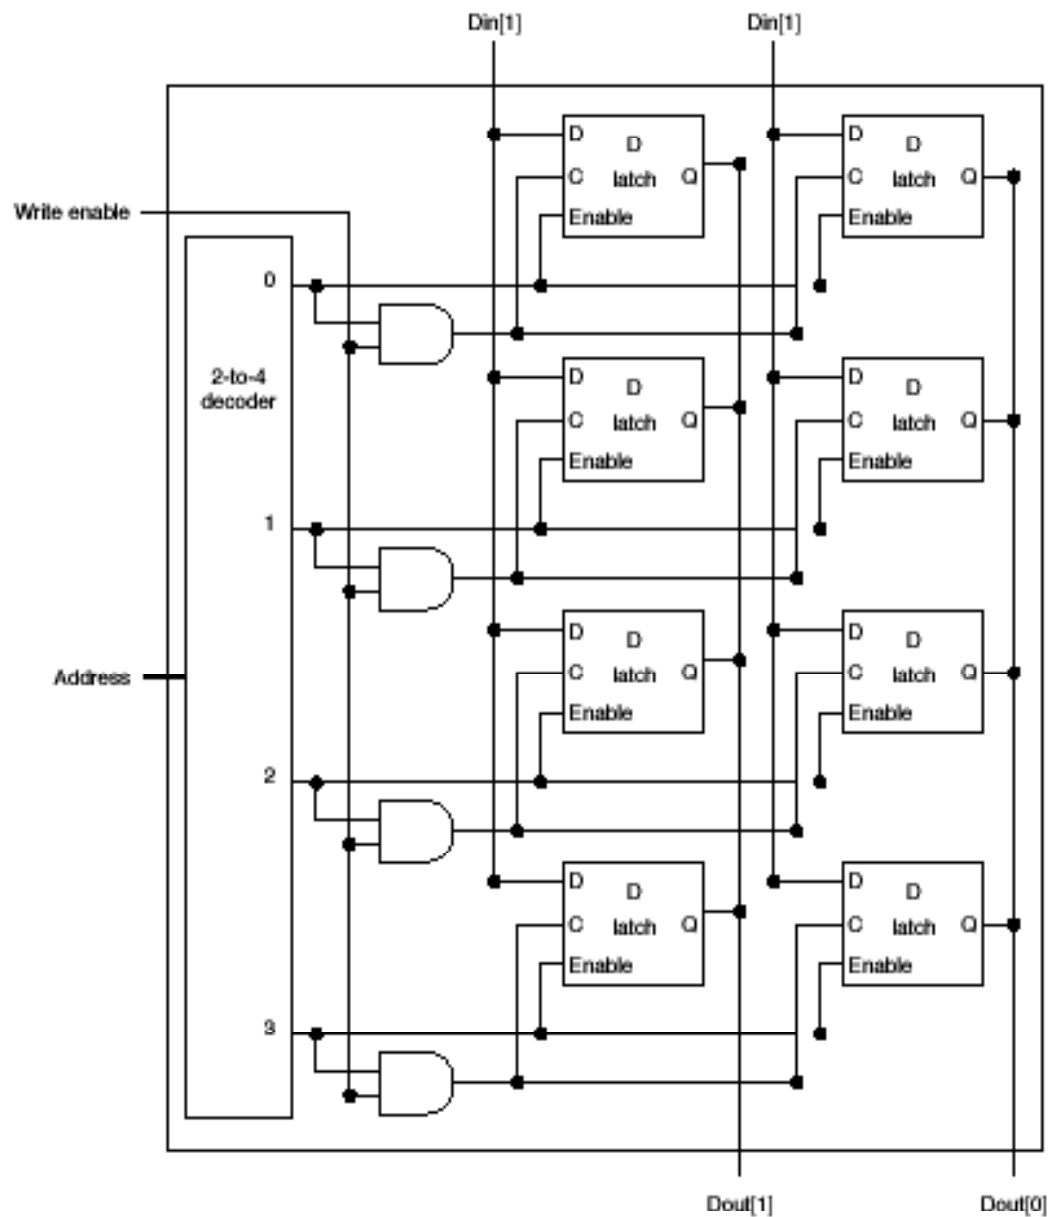 Din[1]
Din[1]
D
D
latch
C
Q
Enable
D
D
latch
C
Q
Enable
Write enable
0
2-to-4
decoder
D
D
latch
C
Q
Enable
D
D
latch
C
Q
Enable
1
D
D
latch
C
Q
Enable
D
D
latch
C
Q
Enable
Address
2
D
D
latch
C
Q
Enable
D
D
latch
C
Q
Enable
3
Dout[1]
Dout[0]